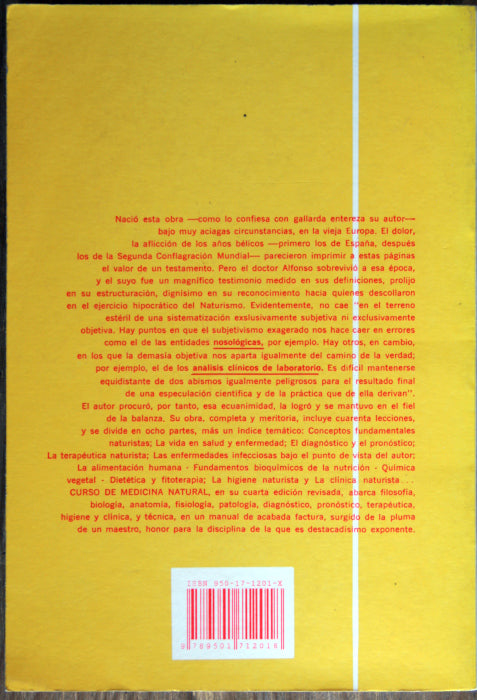 Nació esta obra —como lo confiesa con gallarda entereza su autor—
bajo muy aciagas circunstancias, en la vieja Europa. El dolor,
la aflicción de los años bélicos —primero los de España, después
los de la Segunda Conflagración Mundial— parecieron imprimir a estas páginas
el valor de un testamento. Pero el doctor Alfonso sobrevivió a esa época,
y el suyo fue un magnífico testimonio medido en sus definiciones, prolijo
en su estructuración, dignísimo en su reconocimiento hacia quienes descollaron
en el ejercicio hipocrático del Naturismo. Evidentemente, no cae "en el terreno
estéril de una sistematización exclusivamente subjetiva ni exclusivamente
objetiva. Hay puntos en que el subjetivismo exagerado nos hace caer en errores
como el de las entidades nosológicas, por ejemplo. Hay otros, en cambio,
en los que la demasía objetiva nos aparta igualmente del camino de la verdad;
por ejemplo, el de los análisis clínicos de laboratorio. Es difícil mantenerse
equidistante de dos abismos igualmente peligrosos para el resultado final
de una especulación científica y de la práctica que de ella derivan".
El autor procuró, por tanto, esa ecuanimidad, la logró y se mantuvo en el fiel
de la balanza. Su obra, completa y meritoria, incluye cuarenta lecciones,
y se divide en ocho partes, más un índice temático: Conceptos fundamentales
naturistas; La vida en salud y enfermedad; El diagnóstico y el pronóstico;
La terapéutica naturista; Las enfermedades infecciosas bajo el punto de vista del autor;
La alimentación humana - Fundamentos bioquímicos de la nutrición - Química
vegetal - Dietética y fitoterapia; La higiene naturista y La clínica naturista...
CURSO DE MEDICINA NATURAL, en su cuarta edición revisada, abarca filosofía,
biología, anatomía, fisiología, patología, diagnóstico, pronóstico, terapéutica,
higiene y clínica, y técnica, en un manual de acabada factura, surgido de la pluma
de un maestro, honor para la disciplina de la que es destacadísimo exponente.
ISBN 950-17-1201-X
9 789501 712018